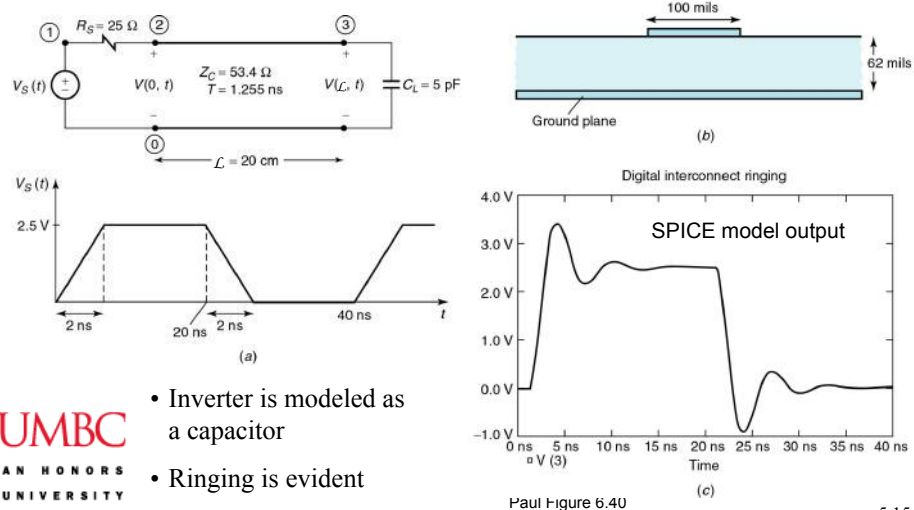 ① R_S = 25 Ω ② ③
V_S (t) + − + V(0, t) − Z_C = 53.4 Ω + V(ℒ, t) − C_L = 5 pF
T = 1.255 ns
⓪
ℒ = 20 cm
V_S (t)
2.5 V
2 ns 20 ns 2 ns 40 ns t
(a)
100 mils
62 mils
Ground plane
(b)
Digital interconnect ringing
SPICE model output
4.0 V
3.0 V
2.0 V
1.0 V
0.0 V
−1.0 V
0 ns 5 ns 10 ns 15 ns 20 ns 25 ns 30 ns 35 ns 40 ns
▫ V (3) Time
(c)
UMBC
AN HONORS
UNIVERSITY
• Inverter is modeled as
a capacitor
• Ringing is evident
Paul Figure 6.40